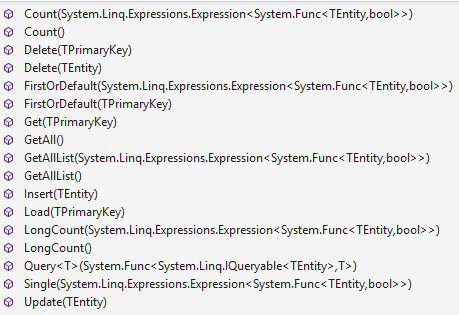 Count(System.Linq.Expressions.Expression<System.Func<TEntity,bool>>)
Count()
Delete(TPrimaryKey)
Delete(TEntity)
FirstOrDefault(System.Linq.Expressions.Expression<System.Func<TEntity,bool>>)
FirstOrDefault(TPrimaryKey)
Get(TPrimaryKey)
GetAll()
GetAllList(System.Linq.Expressions.Expression<System.Func<TEntity,bool>>)
GetAllList()
Insert(TEntity)
Load(TPrimaryKey)
LongCount(System.Linq.Expressions.Expression<System.Func<TEntity,bool>>)
LongCount()
Query<T>(System.Func<System.Linq.IQueryable<TEntity>,T>)
Single(System.Linq.Expressions.Expression<System.Func<TEntity,bool>>)
Update(TEntity)